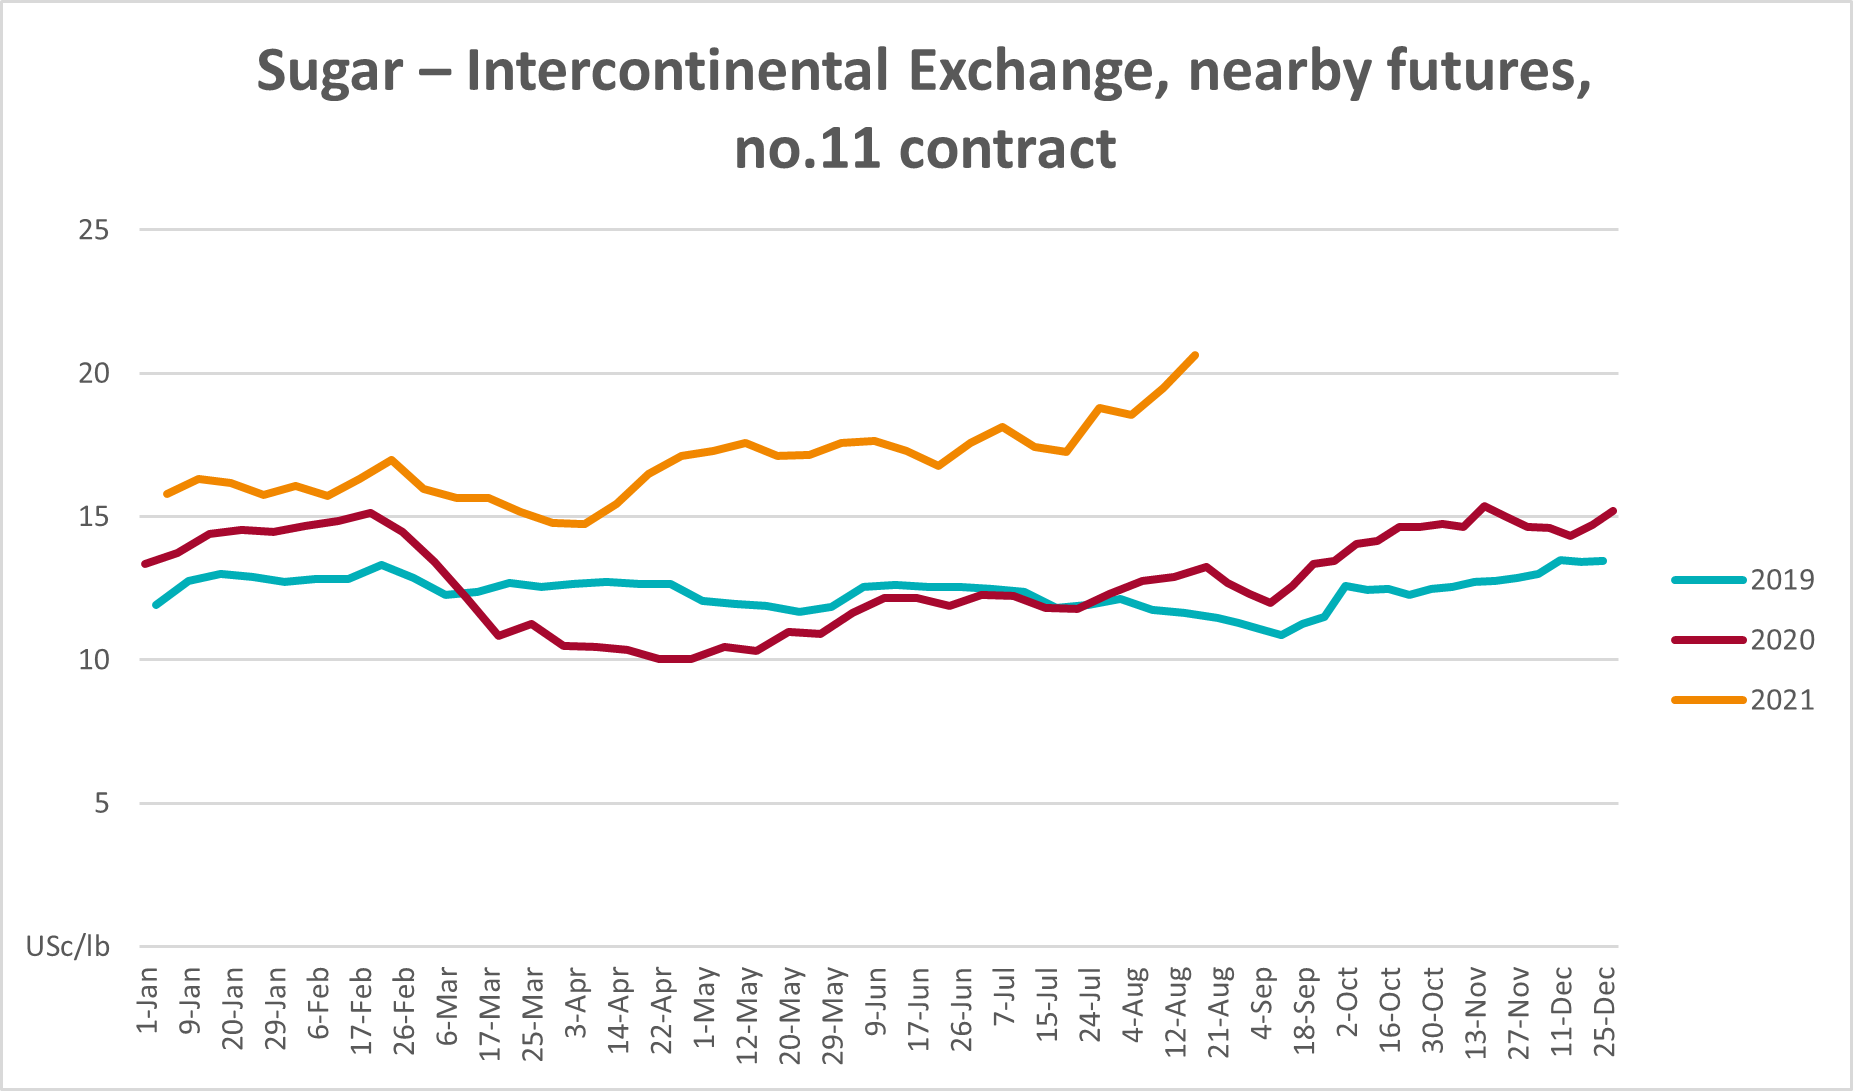 Sugar – Intercontinental Exchange, nearby futures,
no.11 contract
25
20
15
10
5
USc/lb
1-Jan
9-Jan
20-Jan
29-Jan
6-Feb
17-Feb
26-Feb
6-Mar
17-Mar
25-Mar
3-Apr
14-Apr
22-Apr
1-May
12-May
20-May
29-May
9-Jun
17-Jun
26-Jun
7-Jul
15-Jul
24-Jul
4-Aug
12-Aug
21-Aug
4-Sep
18-Sep
2-Oct
16-Oct
30-Oct
13-Nov
27-Nov
11-Dec
25-Dec
2019
2020
2021